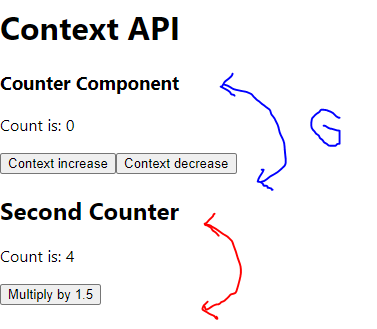 Context API
Counter Component
Count is: 0
G
Context increase Context decrease
Second Counter
Count is: 4
Multiply by 1.5